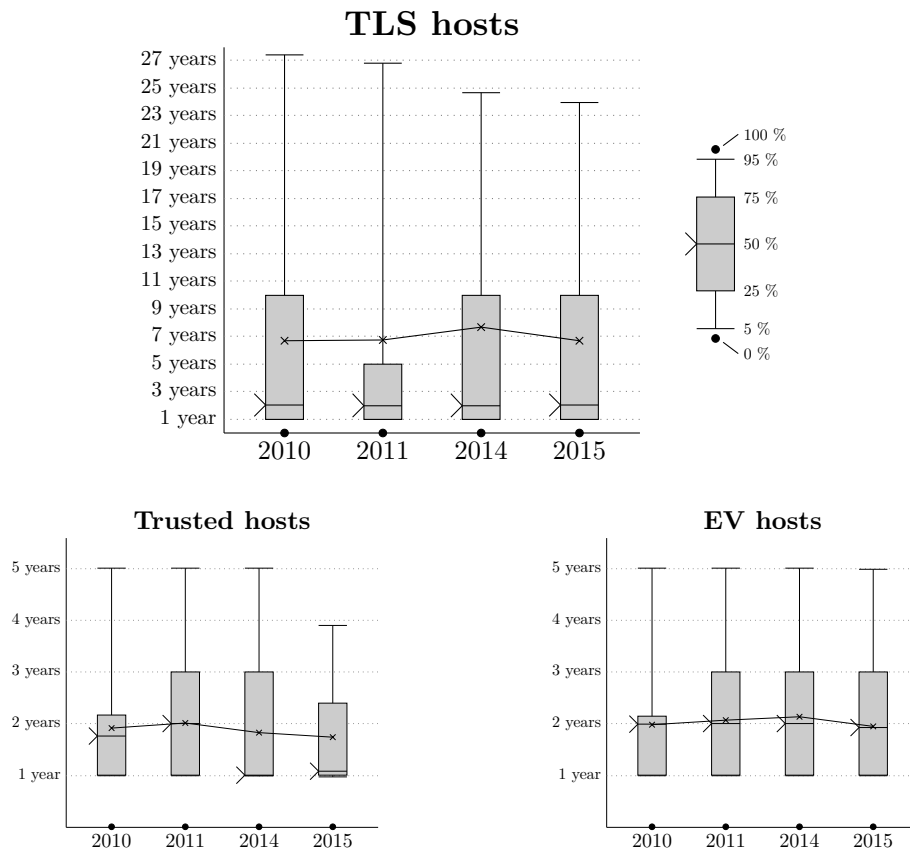 TLS hosts
27 years
25 years
23 years
21 years
19 years
17 years
15 years
13 years
11 years
9 years
7 years
5 years
3 years
1 year
2010 2011 2014 2015
100 %
95 %
75 %
50 %
25 %
5 %
0 %
Trusted hosts
5 years
4 years
3 years
2 years
1 year
2010 2011 2014 2015
EV hosts
5 years
4 years
3 years
2 years
1 year
2010 2011 2014 2015